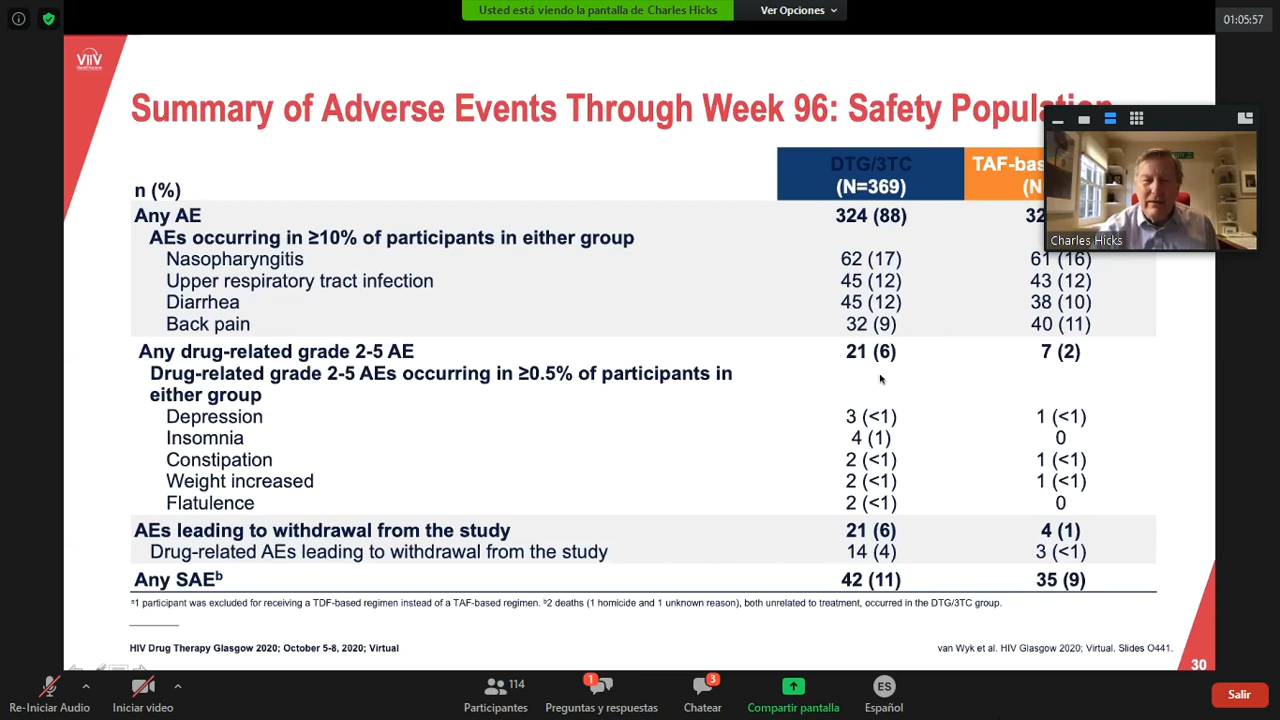 Usted está viendo la pantalla de Charles Hicks
Ver Opciones
01:05:57
ViiV
Summary of Adverse Events Through Week 96: Safety Population
n (%)
DTG/3TC
(N=369)
TAF-bas
(N
Any AE 324 (88) 32
AEs occurring in ≥10% of participants in either group
Nasopharyngitis 62 (17) 61 (16)
Upper respiratory tract infection 45 (12) 43 (12)
Diarrhea 45 (12) 38 (10)
Back pain 32 (9) 40 (11)
Any drug-related grade 2-5 AE 21 (6) 7 (2)
Drug-related grade 2-5 AEs occurring in ≥0.5% of participants in
either group
Depression 3 (<1) 1 (<1)
Insomnia 4 (1) 0
Constipation 2 (<1) 1 (<1)
Weight increased 2 (<1) 1 (<1)
Flatulence 2 (<1) 0
AEs leading to withdrawal from the study 21 (6) 4 (1)
Drug-related AEs leading to withdrawal from the study 14 (4) 3 (<1)
Any SAEᵇ 42 (11) 35 (9)
ᵃ1 participant was excluded for receiving a TDF-based regimen instead of a TAF-based regimen. ᵇ2 deaths (1 homicide and 1 unknown reason), both unrelated to treatment, occurred in the DTG/3TC group.
HIV Drug Therapy Glasgow 2020; October 5-8, 2020; Virtual
van Wyk et al. HIV Glasgow 2020; Virtual. Slides O441.
30
Charles Hicks
Re-Iniciar Audio
Iniciar video
114
Participantes
1
Preguntas y respuestas
3
Chatear
Compartir pantalla
ES
Español
Salir